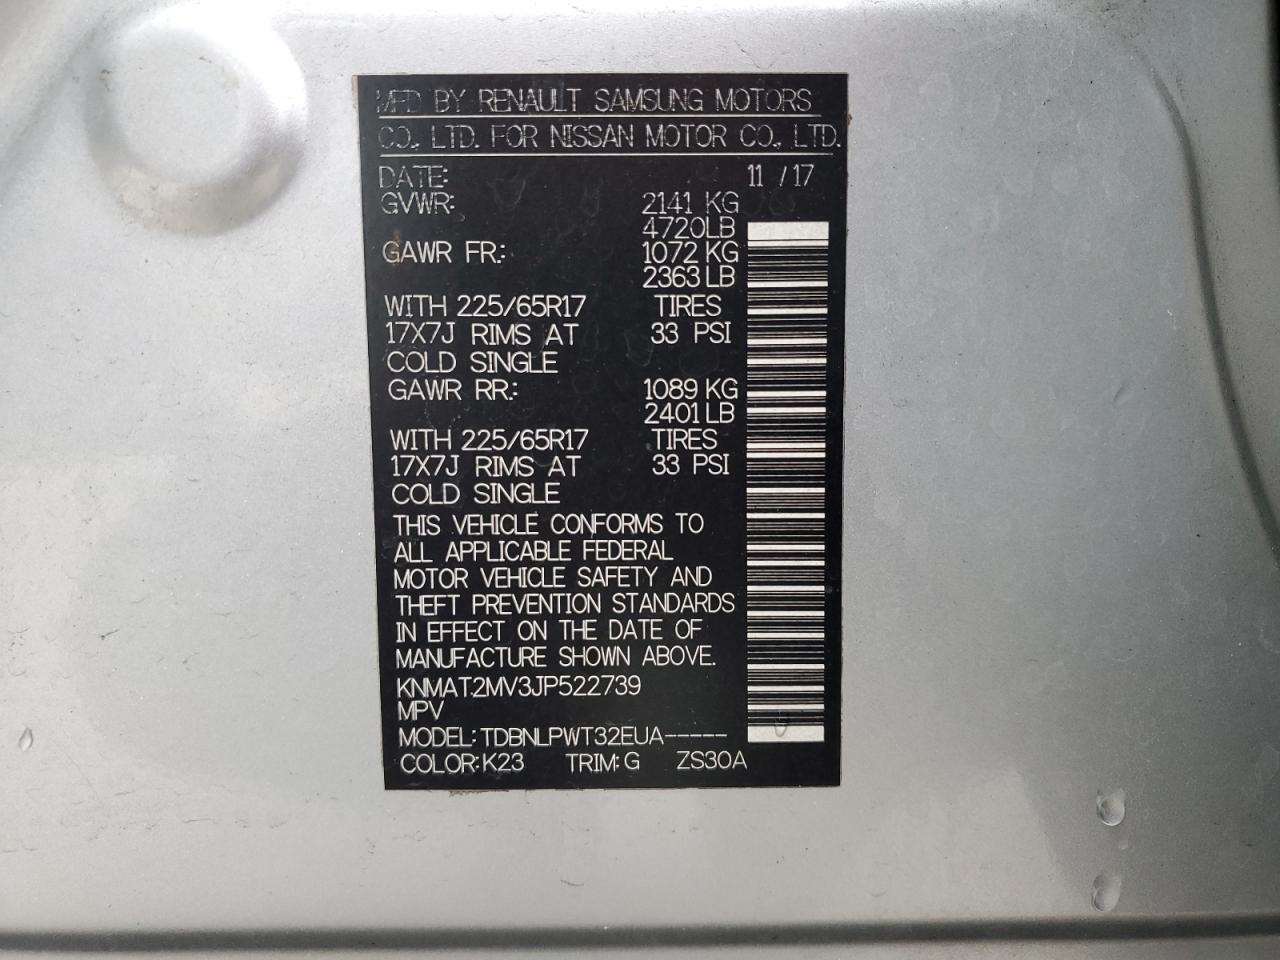 MFD BY RENAULT SAMSUNG MOTORS
CO., LTD. FOR NISSAN MOTOR CO., LTD.
DATE: 11 / 17
GVWR: 2141 KG
4720LB
GAWR FR.: 1072 KG
2363 LB
WITH 225/65R17 TIRES
17X7J RIMS AT 33 PSI
COLD SINGLE
GAWR RR.: 1089 KG
2401 LB
WITH 225/65R17 TIRES
17X7J RIMS AT 33 PSI
COLD SINGLE
THIS VEHICLE CONFORMS TO
ALL APPLICABLE FEDERAL
MOTOR VEHICLE SAFETY AND
THEFT PREVENTION STANDARDS
IN EFFECT ON THE DATE OF
MANUFACTURE SHOWN ABOVE.
KNMAT2MV3JP522739
MPV
MODEL: TDBNLPWT32EUA-----
COLOR: K23 TRIM: G ZS30A